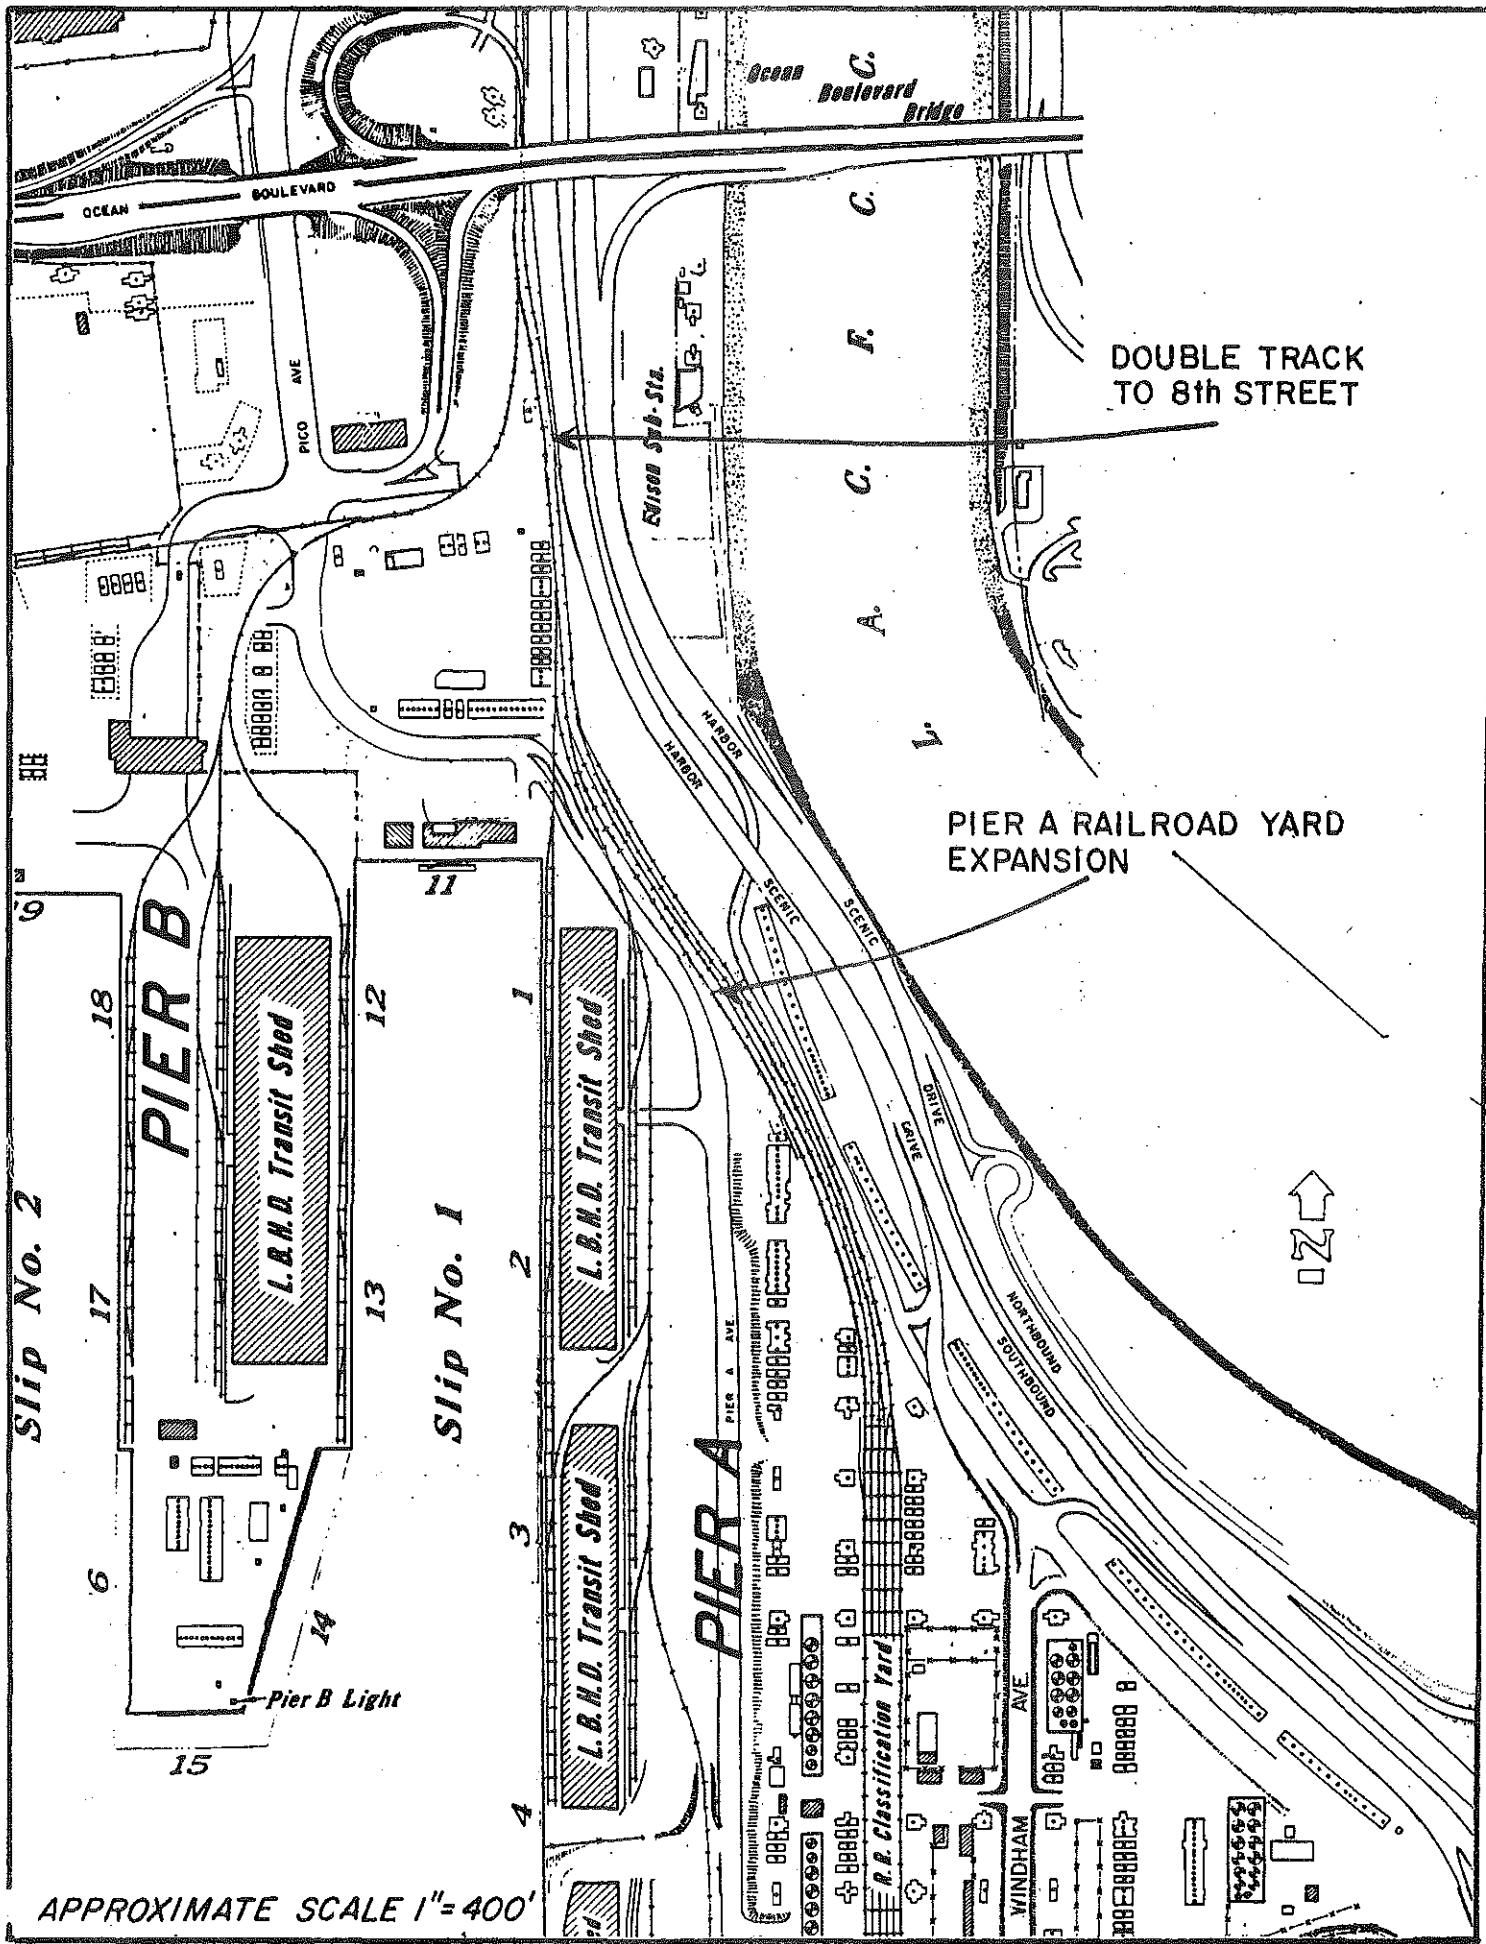 Ocean
Boulevard
Bridge
C.
C.
F.
C.
A.
L.
OCEAN BOULEVARD
PICO AVE
Edison Sub-Sta.
DOUBLE TRACK
TO 8th STREET
HARBOR
HARBOR
SCENIC
SCENIC
DRIVE
DRIVE
NORTHBOUND
SOUTHBOUND
PIER A RAILROAD YARD
EXPANSION
19
11
PIER B
18
12
1
L.B.H.D. Transit Shed
L.B.H.D. Transit Shed
Slip No. 2
17
13
Slip No. 1
2
N
PIER A AVE.
PIER A
3
L.B.H.D. Transit Shed
6
14
Pier B Light
15
4
R.R. Classification Yard
WINDHAM AVE.
APPROXIMATE SCALE 1"=400'